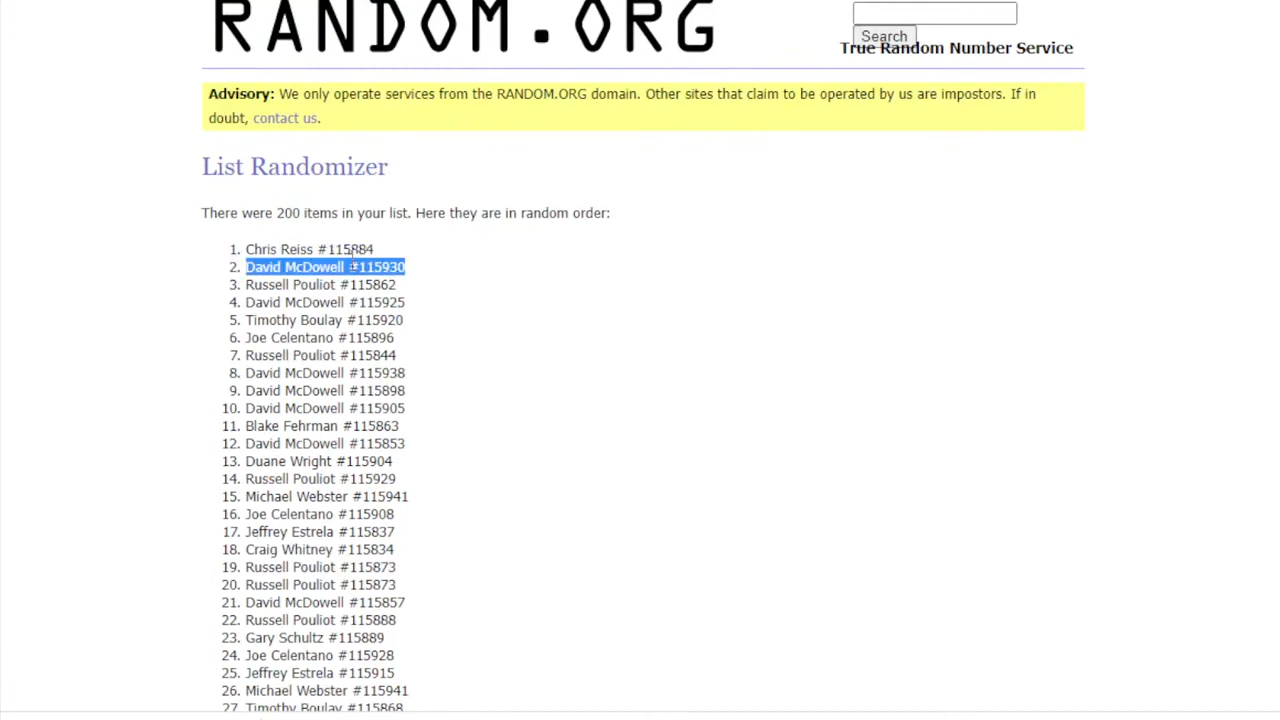 RANDOM.ORG
Search
True Random Number Service
Advisory: We only operate services from the RANDOM.ORG domain. Other sites that claim to be operated by us are impostors. If in
doubt, contact us.
List Randomizer
There were 200 items in your list. Here they are in random order:
1. Chris Reiss #115884
2. David McDowell #115930
3. Russell Pouliot #115862
4. David McDowell #115925
5. Timothy Boulay #115920
6. Joe Celentano #115896
7. Russell Pouliot #115844
8. David McDowell #115938
9. David McDowell #115898
10. David McDowell #115905
11. Blake Fehrman #115863
12. David McDowell #115853
13. Duane Wright #115904
14. Russell Pouliot #115929
15. Michael Webster #115941
16. Joe Celentano #115908
17. Jeffrey Estrela #115837
18. Craig Whitney #115834
19. Russell Pouliot #115873
20. Russell Pouliot #115873
21. David McDowell #115857
22. Russell Pouliot #115888
23. Gary Schultz #115889
24. Joe Celentano #115928
25. Jeffrey Estrela #115915
26. Michael Webster #115941
27. Timothy Boulay #115868